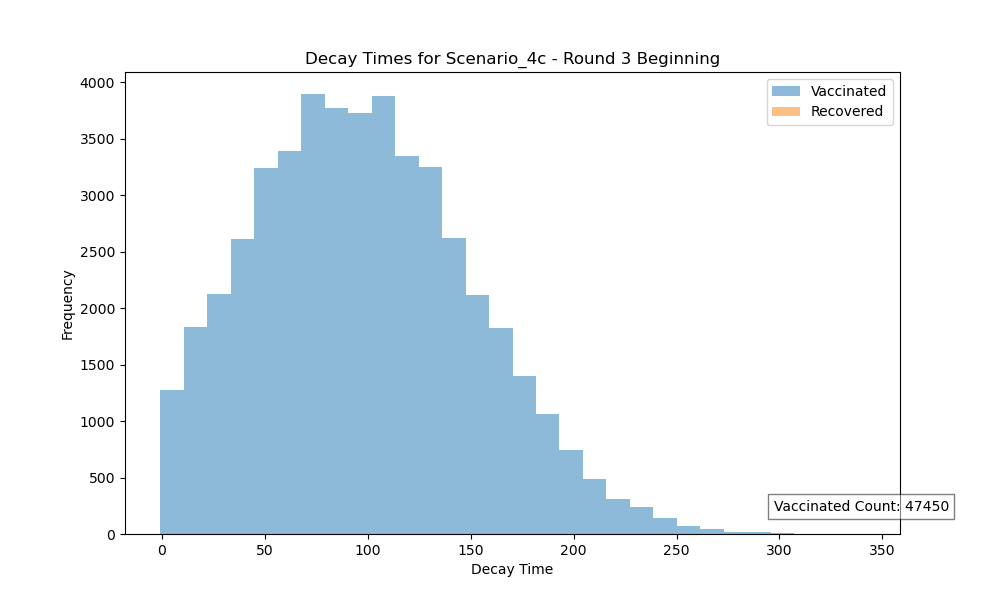 Decay Times for Scenario_4c - Round 3 Beginning
Vaccinated
Recovered
4000
3500
3000
2500
2000
1500
1000
500
0
Frequency
Vaccinated Count: 47450
0 50 100 150 200 250 300 350
Decay Time